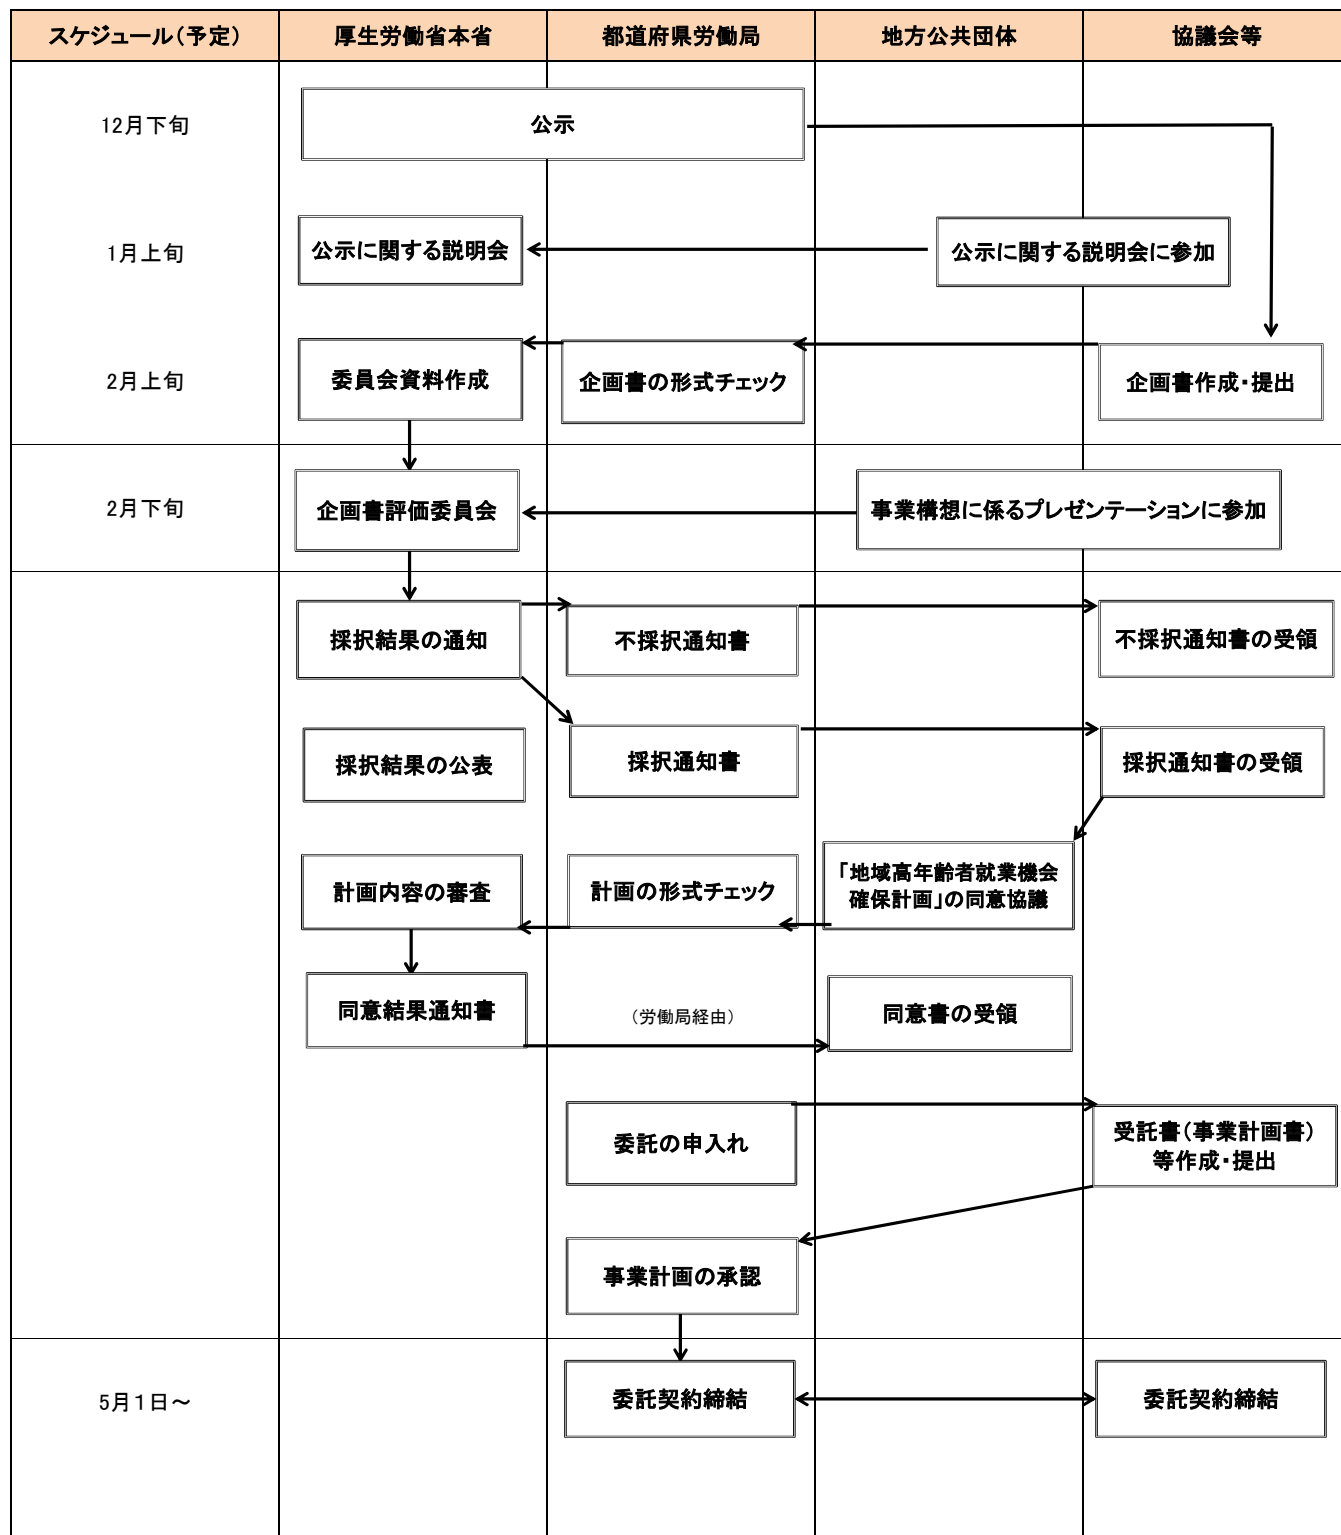 スケジュール（予定）
厚生労働省本省
都道府県労働局
地方公共団体
協議会等
12月下旬
公示
1月上旬
公示に関する説明会
公示に関する説明会に参加
2月上旬
委員会資料作成
企画書の形式チェック
企画書作成・提出
2月下旬
企画書評価委員会
事業構想に係るプレゼンテーションに参加
採択結果の通知
不採択通知書
不採択通知書の受領
採択結果の公表
採択通知書
採択通知書の受領
計画内容の審査
計画の形式チェック
「地域高年齢者就業機会
確保計画」の同意協議
同意結果通知書
（労働局経由）
同意書の受領
委託の申入れ
受託書（事業計画書）
等作成・提出
事業計画の承認
5月１日～
委託契約締結
委託契約締結